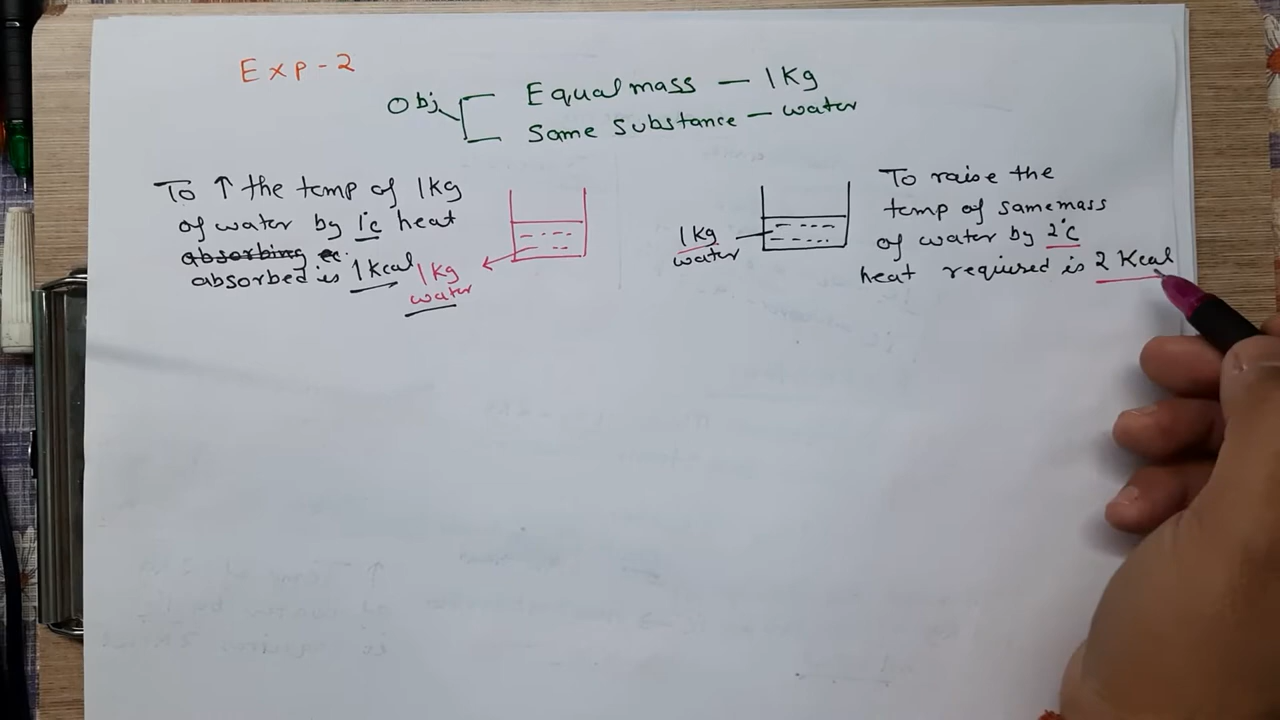 Exp-2
Obj
Equal mass — 1Kg
Same Substance — water
To ↑ the temp of 1Kg
of water by 1°c heat
absorbing
absorbed is 1Kcal
1Kg
water
1Kg
water
To raise the
temp of same mass
of water by 2°C
heat required is 2 Kcal